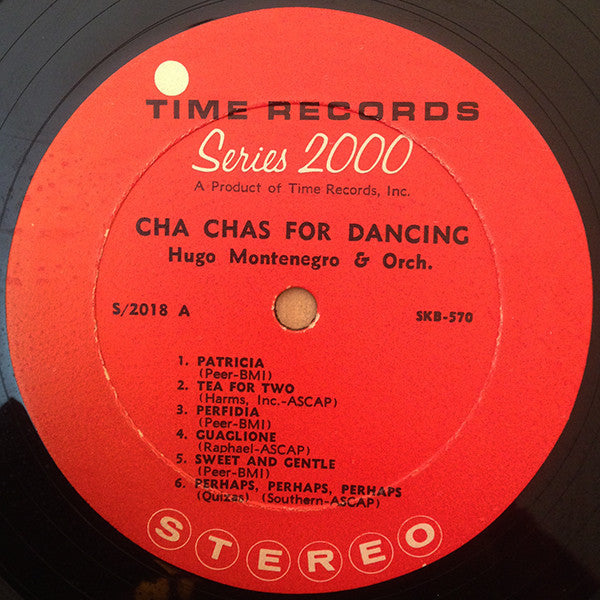 TIME RECORDS
Series 2000
A Product of Time Records, Inc.
CHA CHAS FOR DANCING
Hugo Montenegro & Orch.
S/2018 A
SKB-570
1. PATRICIA
(Peer-BMI)
2. TEA FOR TWO
(Harms, Inc.-ASCAP)
3. PERFIDIA
(Peer-BMI)
4. GUAGLIONE
(Raphael-ASCAP)
5. SWEET AND GENTLE
(Peer-BMI)
6. PERHAPS, PERHAPS, PERHAPS
(Quizas) (Southern-ASCAP)
STEREO